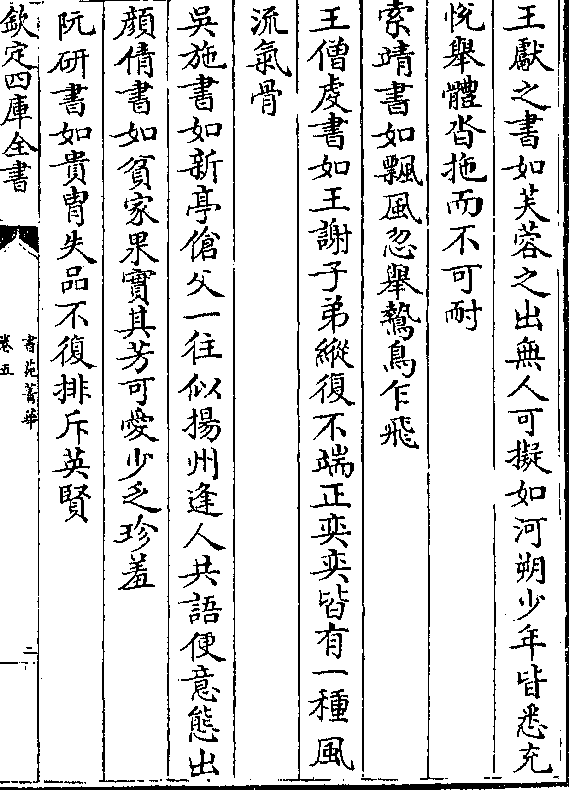 王獻之書如芙蓉之出無人可擬如河朔少年皆悉充
恱舉體沓拖而不可耐
索靖書如飄風忽舉鷙鳥乍飛
王僧虔書如王謝子弟縱復不端正奕奕皆有一種風
流氣骨
吳施書如新亭傖父一往似揚州逢人共語便意態出
顔倩書如貧家果實其芳可愛少乏珍羞
阮研書如貴胄失品不復排斥英賢
欽定四庫全書
書苑菁華
卷五
二